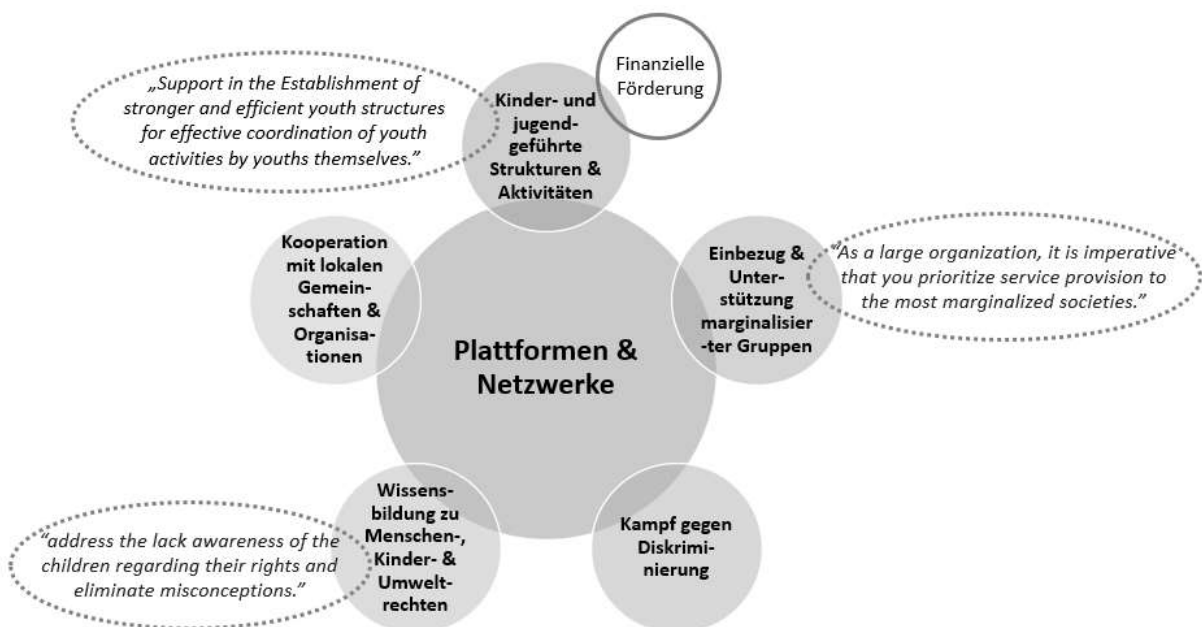 Finanzielle
Förderung
„Support in the Establishment of
stronger and efficient youth structures
for effective coordination of youth
activities by youths themselves.”
Kinder- und
jugend-
geführte
Strukturen &
Aktivitäten
Kooperation
mit lokalen
Gemein-
schaften &
Organisa-
tionen
Einbezug &
Unter-
stützung
marginalisier
-ter Gruppen
“As a large organization, it is imperative
that you prioritize service provision to
the most marginalized societies.”
Plattformen &
Netzwerke
Wissens-
bildung zu
Menschen-,
Kinder- &
Umwelt-
rechten
“address the lack awareness of the
children regarding their rights and
eliminate misconceptions.”
Kampf gegen
Diskrimi-
nierung